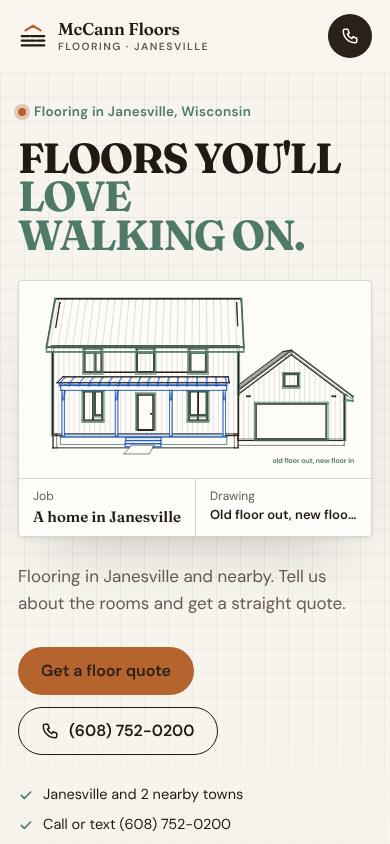 McCann Floors
FLOORING · JANESVILLE
Flooring in Janesville, Wisconsin
FLOORS YOU'LL
LOVE
WALKING ON.
old floor out, new floor in
Job
A home in Janesville
Drawing
Old floor out, new floo…
Flooring in Janesville and nearby. Tell us
about the rooms and get a straight quote.
Get a floor quote
(608) 752-0200
Janesville and 2 nearby towns
Call or text (608) 752-0200